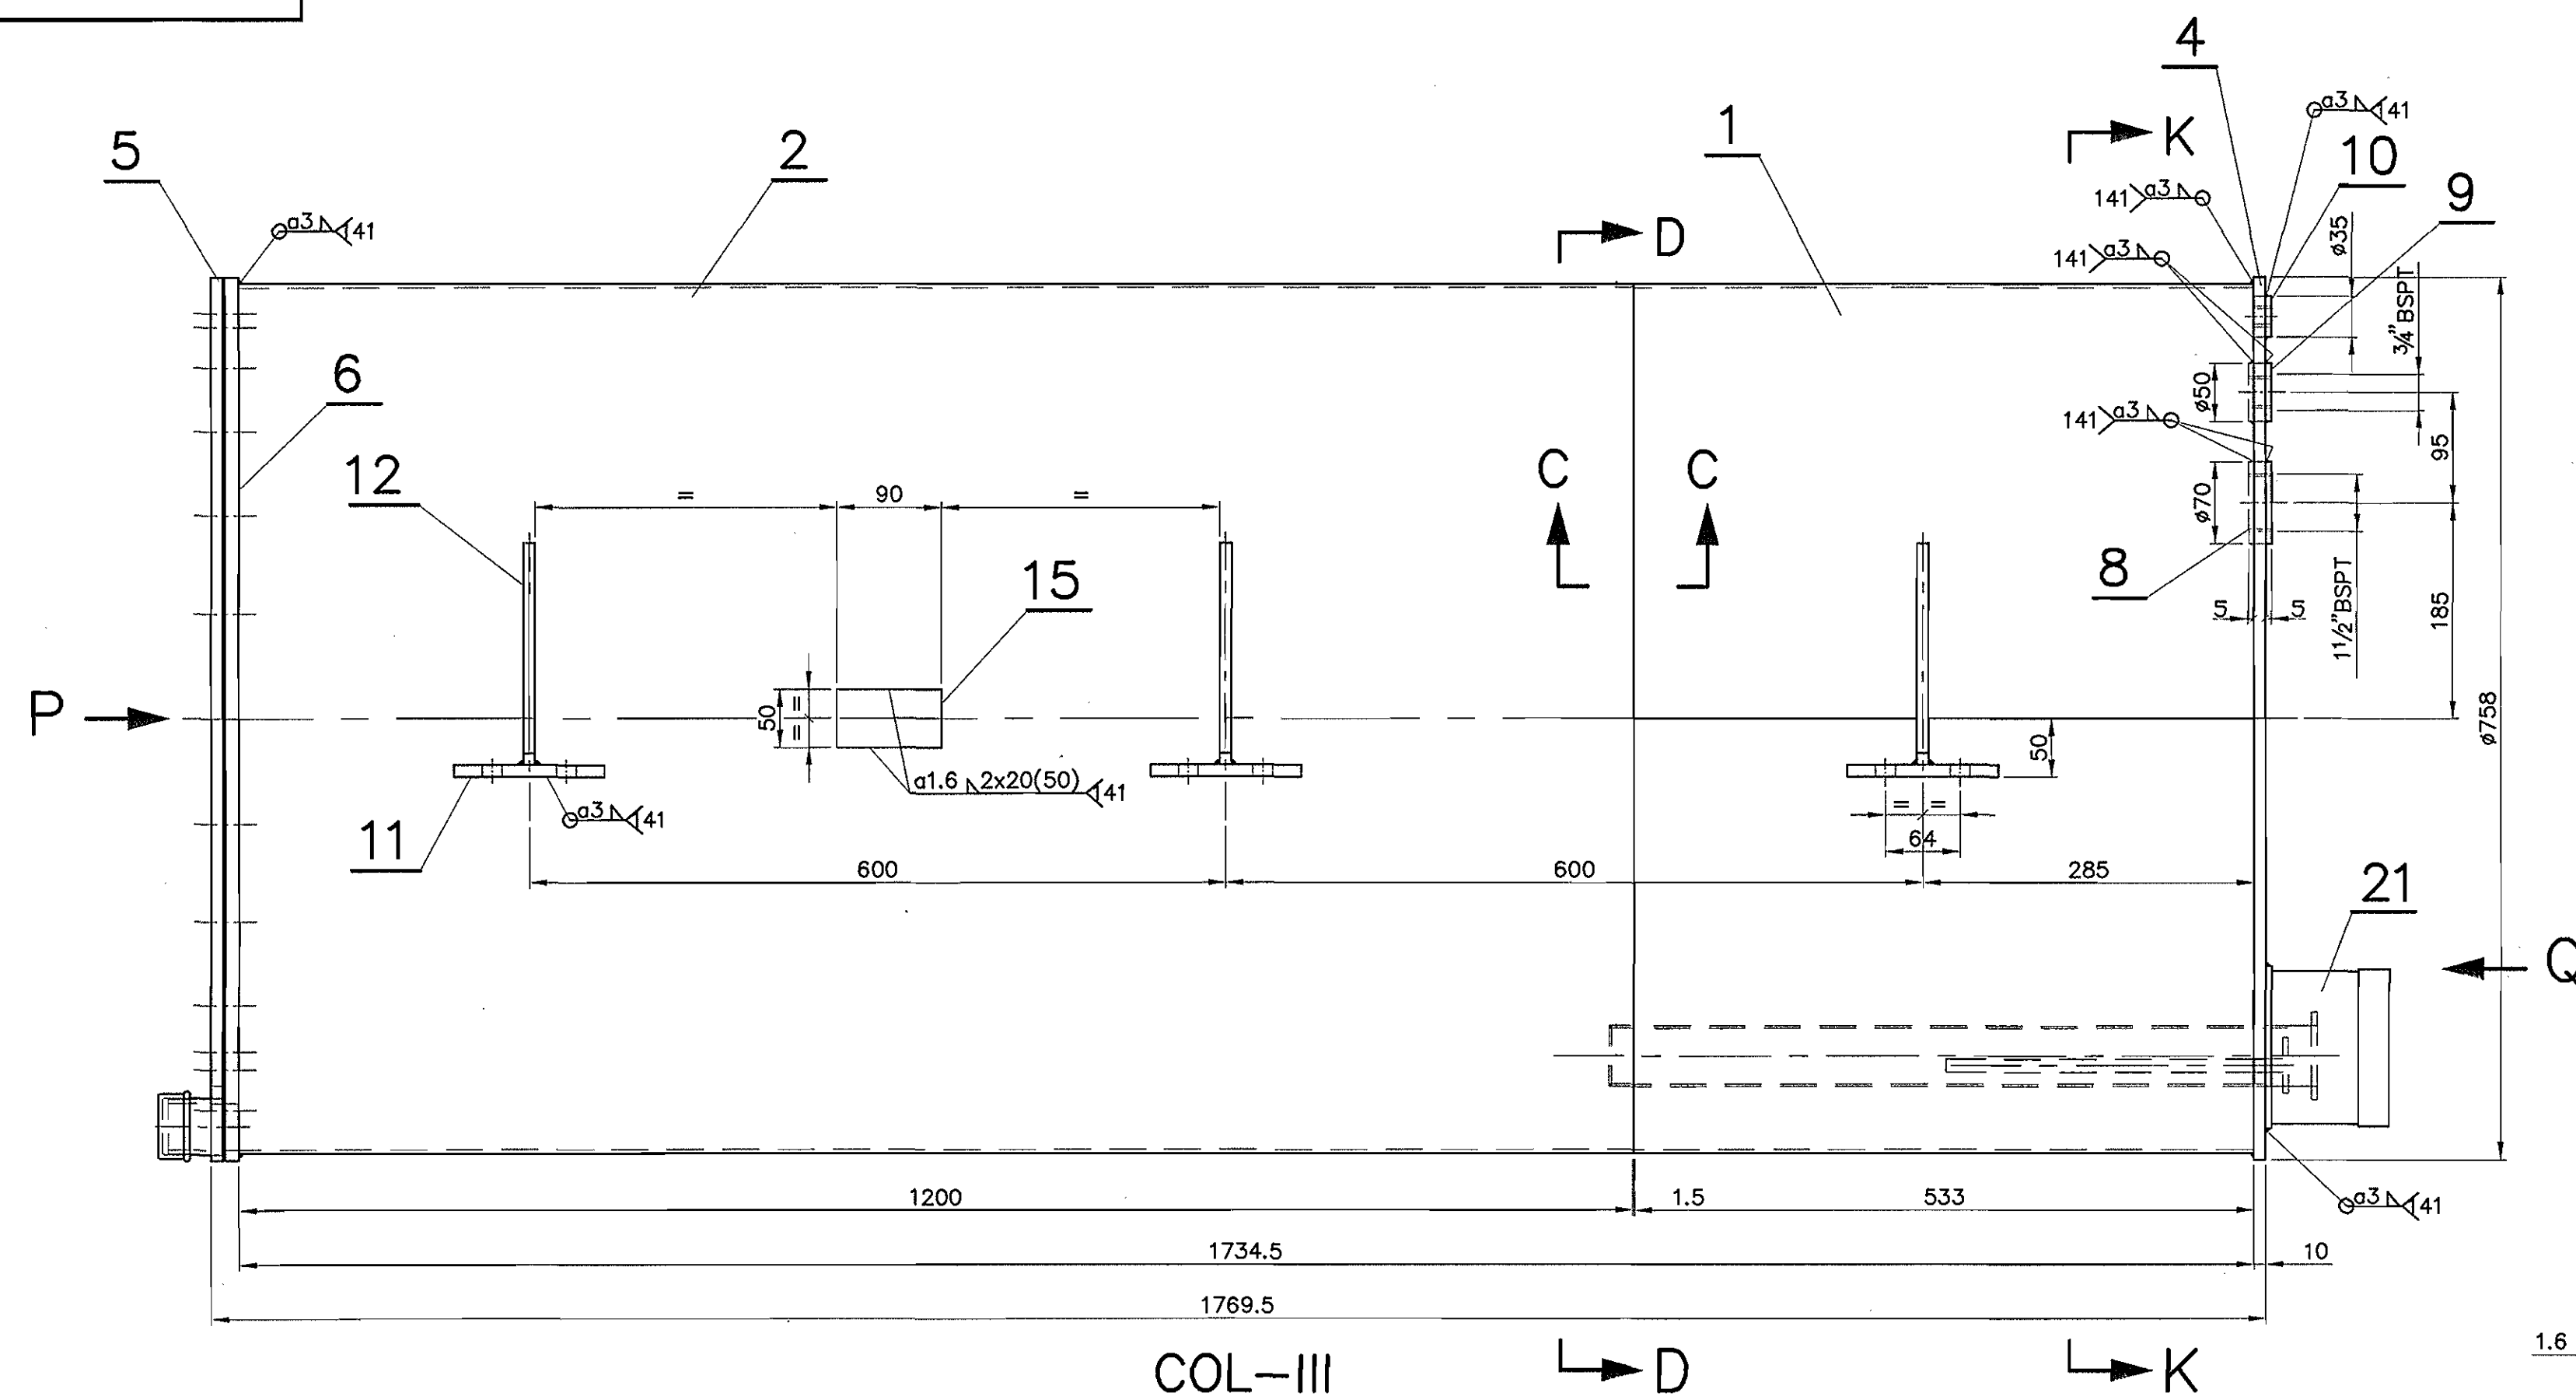 4
a3 41
5
2
1
K
10
141 a3
9
a3 41
D
141 a3
ø35
3/4" BSPT
6
ø50
141 a3
12
= 90 =
C C
95
ø70
15
8
5 5
1 1/2" BSPT
185
P
50 = =
50
ø758
a1.6 2x20(50) 41
11
a3 41
= =
64
600 600 285
21
Q
1200 1.5 533
a3 41
1734.5 10
1769.5
1.6
COL-III
D
K